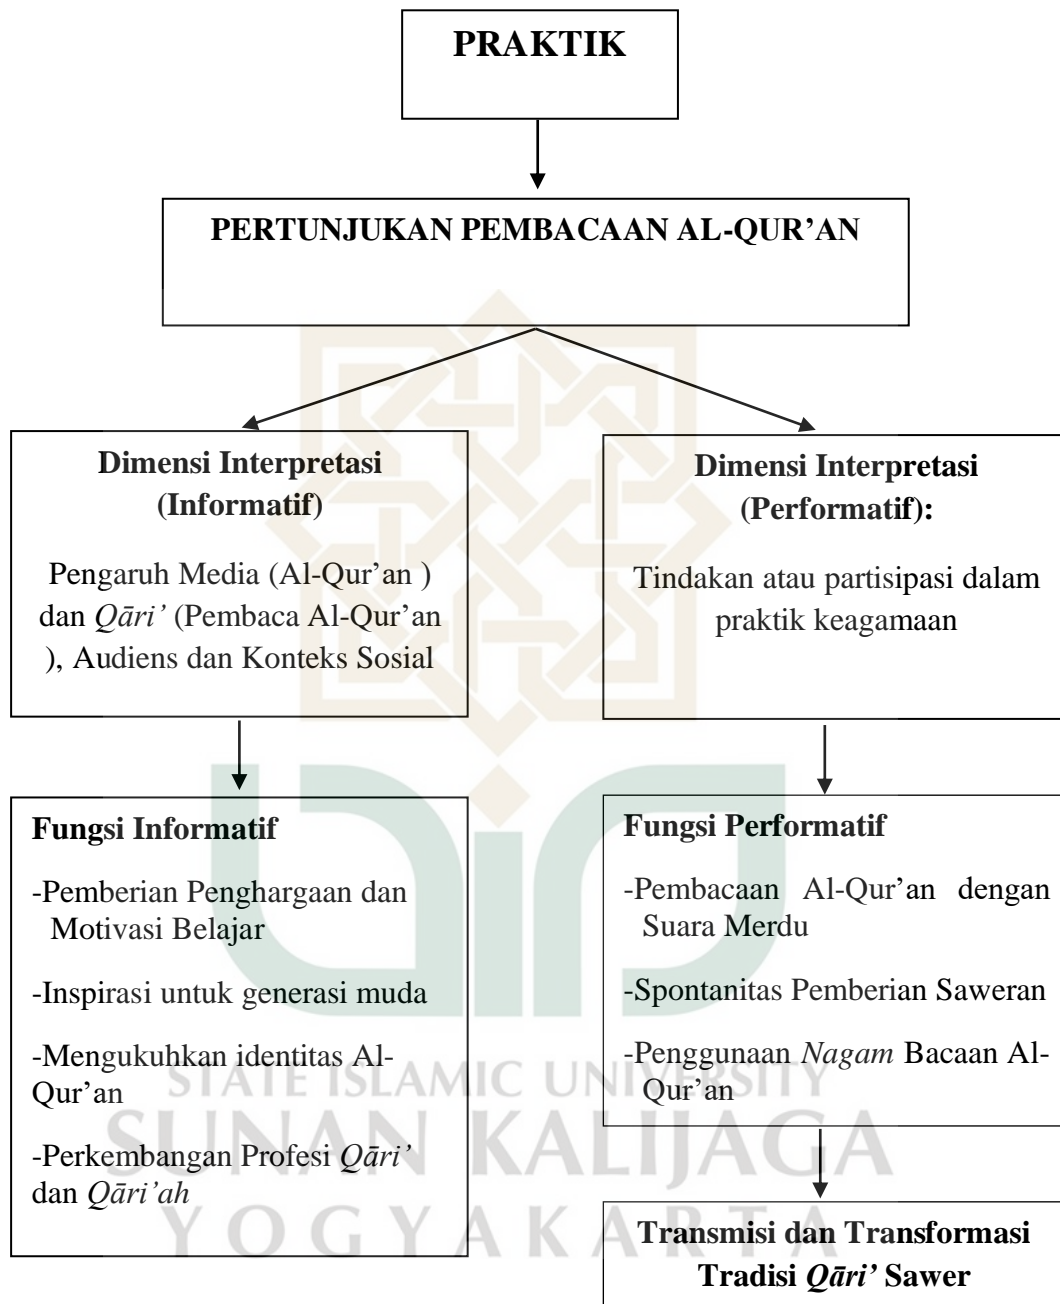 PRAKTIK
PERTUNJUKAN PEMBACAAN AL-QUR’AN
Dimensi Interpretasi
(Informatif)
Pengaruh Media (Al-Qur’an )
dan Qāri’ (Pembaca Al-Qur’an
), Audiens dan Konteks Sosial
Dimensi Interpretasi
(Performatif):
Tindakan atau partisipasi dalam
praktik keagamaan
Fungsi Informatif
-Pemberian Penghargaan dan
Motivasi Belajar
-Inspirasi untuk generasi muda
-Mengukuhkan identitas Al-
Qur’an
-Perkembangan Profesi Qāri’
dan Qāri’ah
Fungsi Performatif
-Pembacaan Al-Qur’an dengan
Suara Merdu
-Spontanitas Pemberian Saweran
-Penggunaan Nagam Bacaan Al-
Qur’an
Transmisi dan Transformasi
Tradisi Qāri’ Sawer
STATE ISLAMIC UNIVERSITY
SUNAN KALIJAGA
YOGYAKARTA